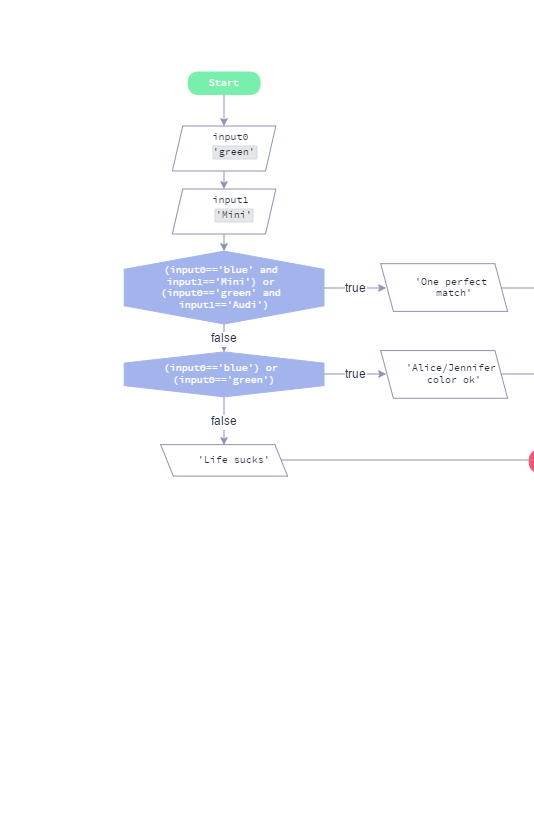 Start
input0
'green'
input1
'Mini'
(input0=='blue' and
input1=='Mini') or
(input0=='green' and
input1=='Audi')
true
'One perfect
match'
false
(input0=='blue') or
(input0=='green')
true
'Alice/Jennifer
color ok'
false
'Life sucks'